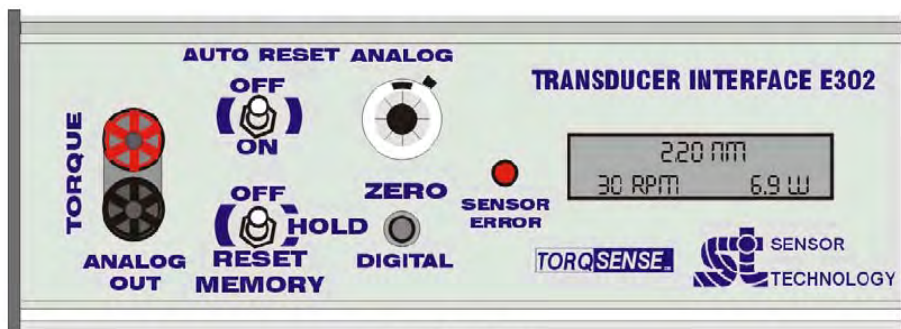 AUTO RESET ANALOG
OFF
ON
TORQUE
ANALOG
OUT
OFF
HOLD
RESET
MEMORY
ZERO
DIGITAL
SENSOR
ERROR
TRANSDUCER INTERFACE E302
2.20 NM
30 RPM 6.9 W
TORQSENSE
SENSOR
TECHNOLOGY